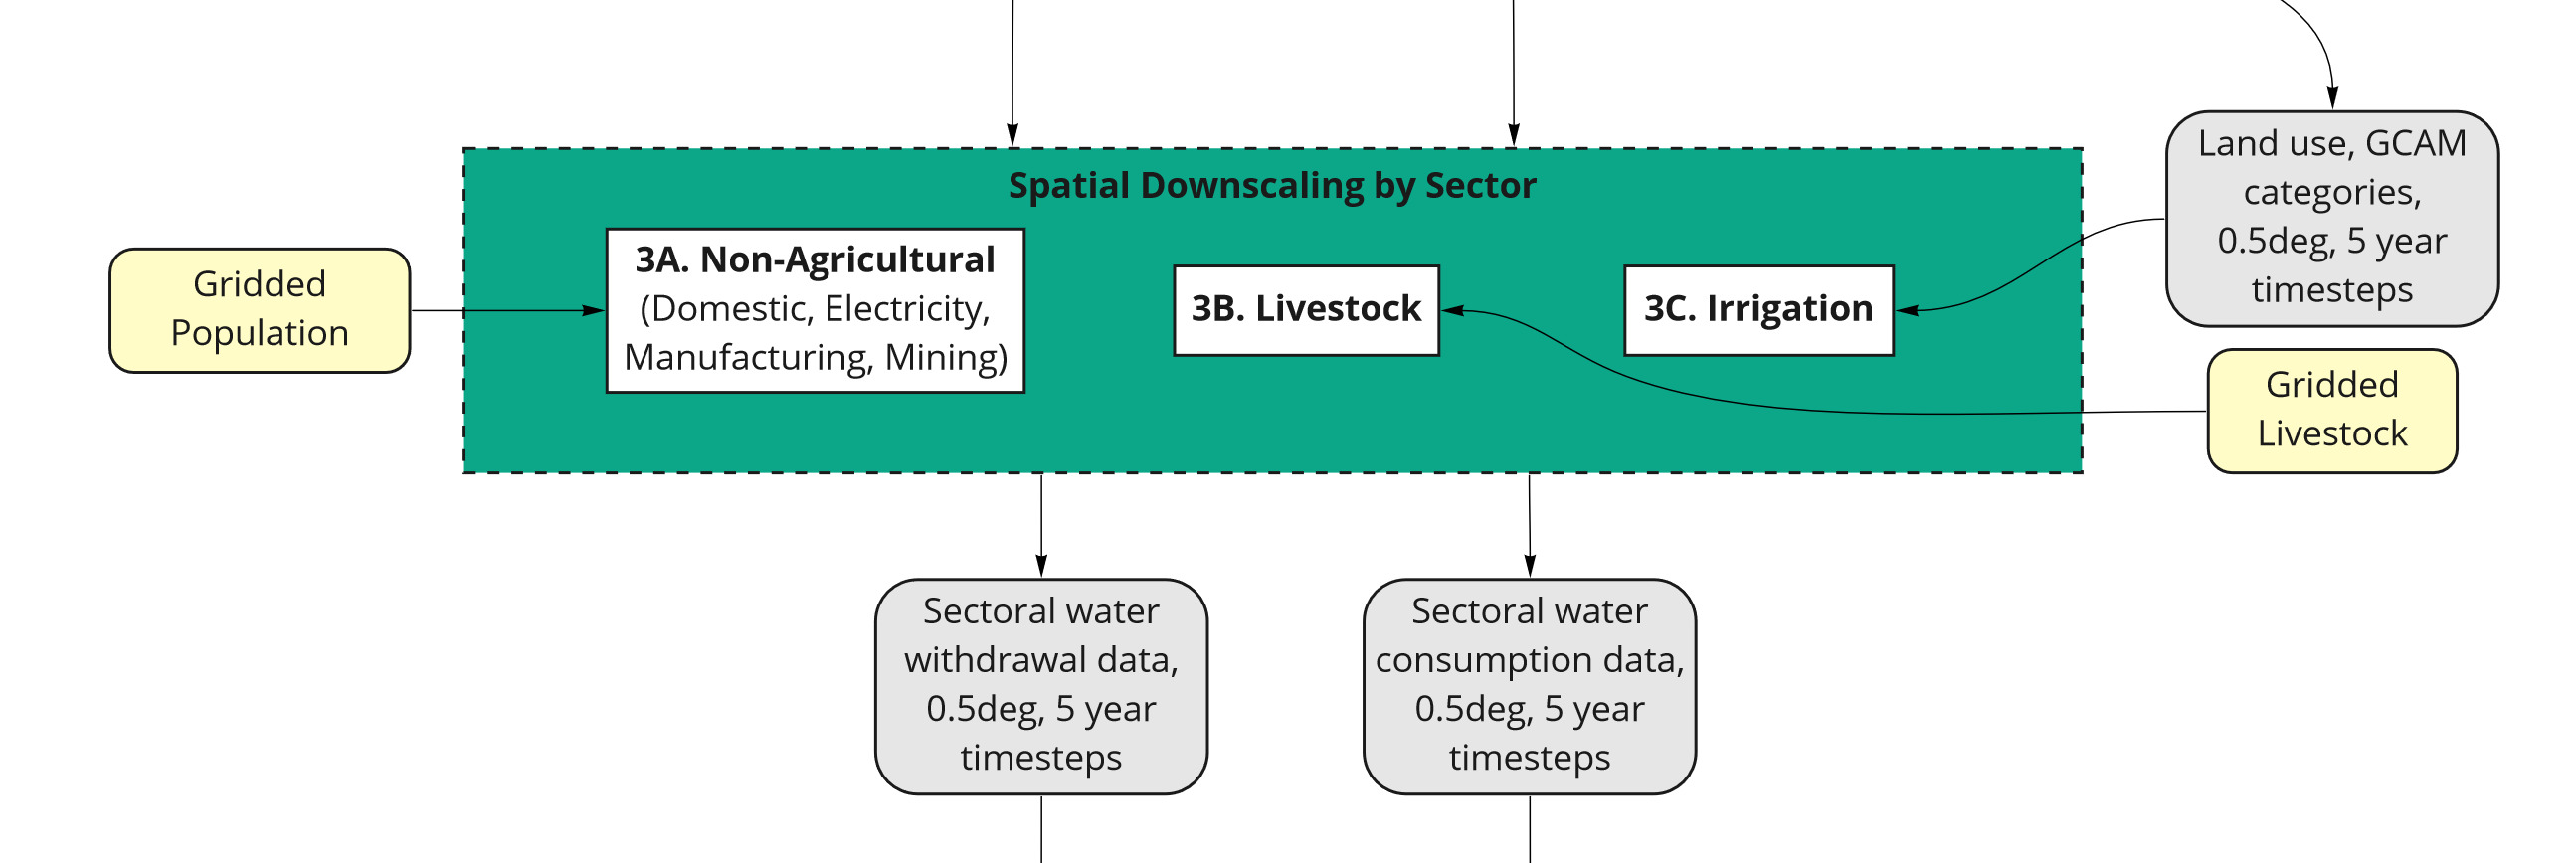 Spatial Downscaling by Sector
Gridded
Population
3A. Non-Agricultural
(Domestic, Electricity,
Manufacturing, Mining)
3B. Livestock
3C. Irrigation
Land use, GCAM
categories,
0.5deg, 5 year
timesteps
Gridded
Livestock
Sectoral water
withdrawal data,
0.5deg, 5 year
timesteps
Sectoral water
consumption data,
0.5deg, 5 year
timesteps